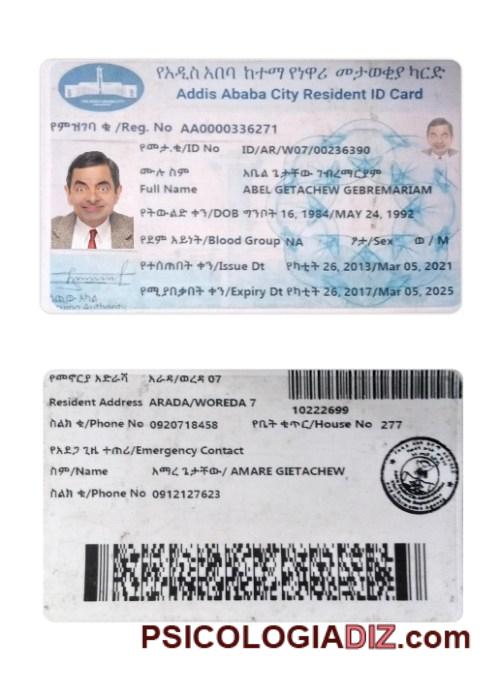 የአዲስ አበባ ከተማ የነዋሪ መታወቂያ ካርድ
Addis Ababa City Resident ID Card
የምዝገባ ቁ /Reg. No AA0000336271
የመታ.ቁ/ID No ID/AR/W07/00236390
ሙሉ ስም አቤል ጌታቸው ገብረማርያም
Full Name ABEL GETACHEW GEBREMARIAM
የትውልድ ቀን/DOB ግንቦት 16, 1984/MAY 24, 1992
የደም አይነት/Blood Group NA ፆታ/Sex ወ / M
የተሰጠበት ቀን/Issue Dt የካቲት 26, 2013/Mar 05, 2021
የሚያበቃበት ቀን/Expiry Dt የካቲት 26, 2017/Mar 05, 2025
የመኖርያ አድራሻ አራዳ/ወረዳ 07
Resident Address ARADA/WOREDA 7
10222699
ስልክ ቁ/Phone No 0920718458 የቤት ቁጥር/House No 277
የአደጋ ጊዜ ተጠሪ/Emergency Contact
ስም/Name አማረ ጌታቸው/ AMARE GIETACHEW
ስልክ ቁ/Phone No 0912127623
PSICOLOGIADIZ.com